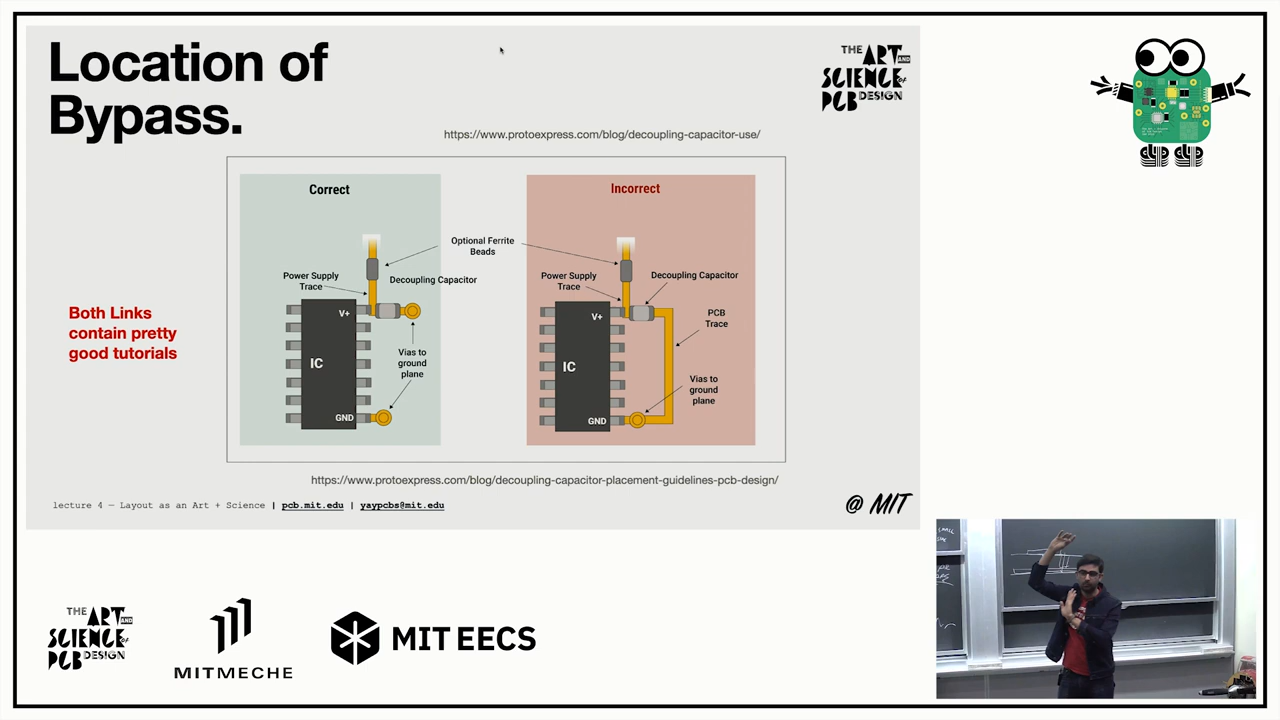 Location of
Bypass.
THE ART AND
SCIENCE of
PCB DESIGN
https://www.protoexpress.com/blog/decoupling-capacitor-use/
Correct
Incorrect
Optional Ferrite
Beads
Power Supply
Trace
Decoupling Capacitor
Power Supply
Trace
Decoupling Capacitor
V+
V+
PCB
Trace
Both Links
contain pretty
good tutorials
IC
Vias to
ground
plane
IC
Vias to
ground
plane
GND
GND
https://www.protoexpress.com/blog/decoupling-capacitor-placement-guidelines-pcb-design/
lecture 4 — Layout as an Art + Science | pcb.mit.edu | yaypcbs@mit.edu
@ MIT
THE ART AND
SCIENCE of
PCB DESIGN
MITMECHE
MIT EECS